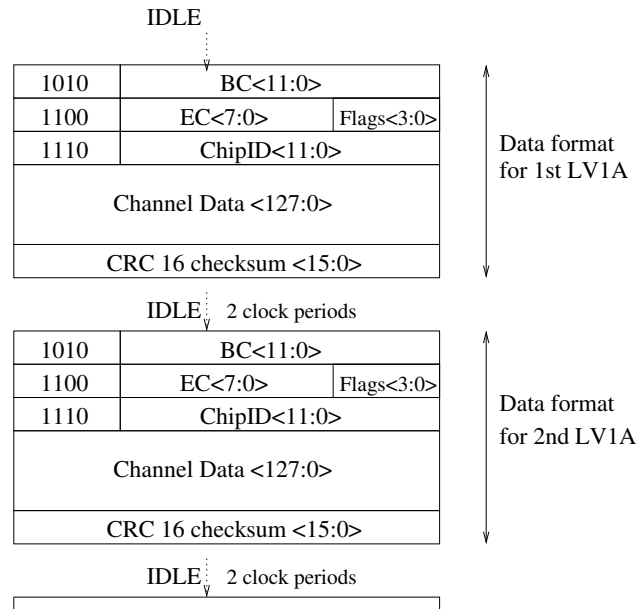 IDLE
1010 BC<11:0>
1100 EC<7:0> Flags<3:0>
1110 ChipID<11:0>
Channel Data <127:0>
CRC 16 checksum <15:0>
Data format
for 1st LV1A
IDLE 2 clock periods
1010 BC<11:0>
1100 EC<7:0> Flags<3:0>
1110 ChipID<11:0>
Channel Data <127:0>
CRC 16 checksum <15:0>
Data format
for 2nd LV1A
IDLE 2 clock periods